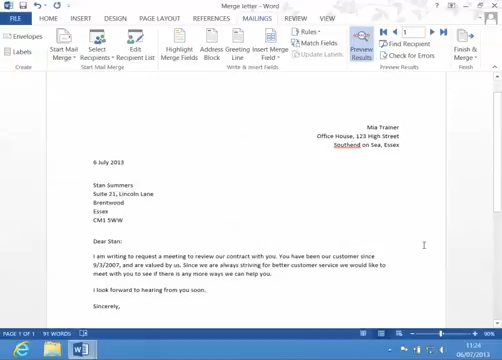 Merge letter - Word
FILE HOME INSERT DESIGN PAGE LAYOUT REFERENCES MAILINGS REVIEW VIEW
Envelopes
Labels
Create
Start Mail Merge
Select Recipients
Edit Recipient List
Start Mail Merge
Highlight Merge Fields
Address Block
Greeting Line
Insert Merge Field
Rules
Match Fields
Update Labels
Write & Insert Fields
Preview Results
1
Find Recipient
Check for Errors
Preview Results
Finish & Merge
Finish
Mia Trainer
Office House, 123 High Street
Southend on Sea, Essex
6 July 2013
Stan Summers
Suite 21, Lincoln Lane
Brentwood
Essex
CM1 5WW
Dear Stan:
I am writing to request a meeting to review our contract with you. You have been our customer since
9/3/2007, and are valued by us. Since we are always striving for better customer service we would like to
meet with you to see if there is any more ways we can help you.
I look forward to hearing from you soon.
Sincerely,
PAGE 1 OF 1 91 WORDS
90%
11:24
06/07/2013